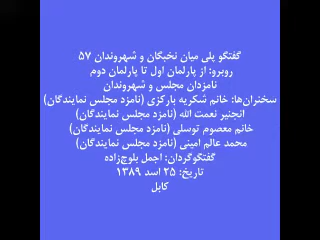 گفتگو پلی میان نخبگان و شهروندان ۵۷
روبرو: از پارلمان اول تا پارلمان دوم
نامزدان مجلس و شهروندان
سخنران‌ها: خانم شکریه بارکزی (نامزد مجلس نمایندگان)
انجنیر نعمت الله (نامزد مجلس نمایندگان)
خانم معصوم توسلی (نامزد مجلس نمایندگان)
محمد عالم امینی (نامزد مجلس نمایندگان)
گفتگوگردان: اجمل بلوچ‌زاده
تاریخ: ۲۵ اسد ۱۳۸۹
کابل